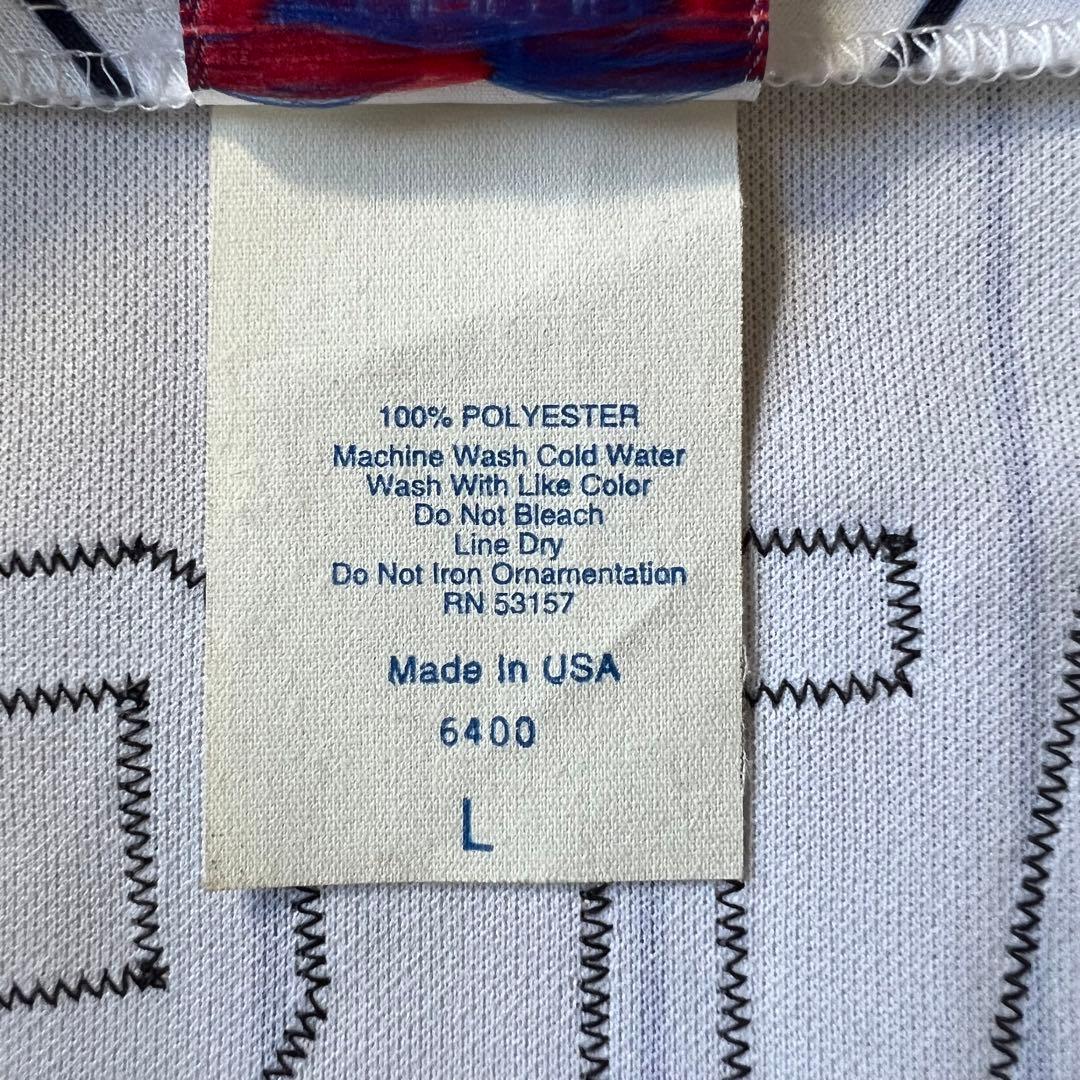 100% POLYESTER
Machine Wash Cold Water
Wash With Like Color
Do Not Bleach
Line Dry
Do Not Iron Ornamentation
RN 53157
Made In USA
6400
L